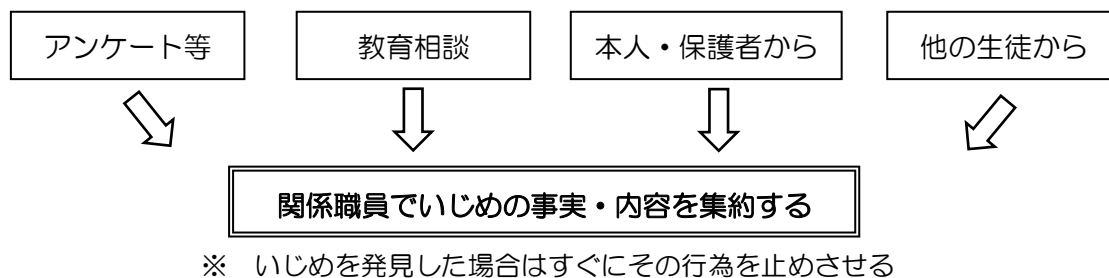 アンケート等
教育相談
本人・保護者から
他の生徒から
関係職員でいじめの事実・内容を集約する
※　いじめを発見した場合はすぐにその行為を止めさせる